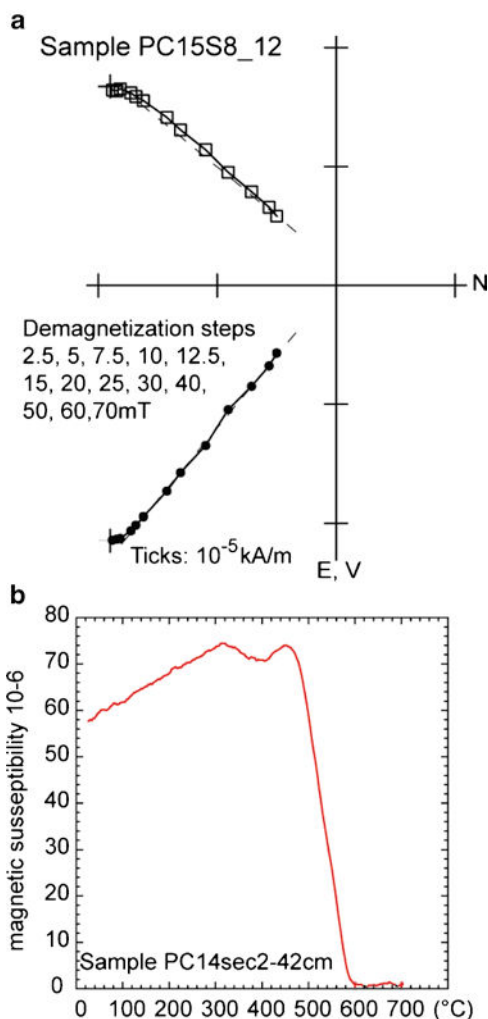 a
Sample PC15S8_12
N
Demagnetization steps
2.5, 5, 7.5, 10, 12.5,
15, 20, 25, 30, 40,
50, 60,70mT
Ticks: 10⁻⁵kA/m
E, V
b
80
70
60
50
40
30
20
10
0
magnetic susseptibility 10-6
Sample PC14sec2-42cm
0 100 200 300 400 500 600 700 (°C)